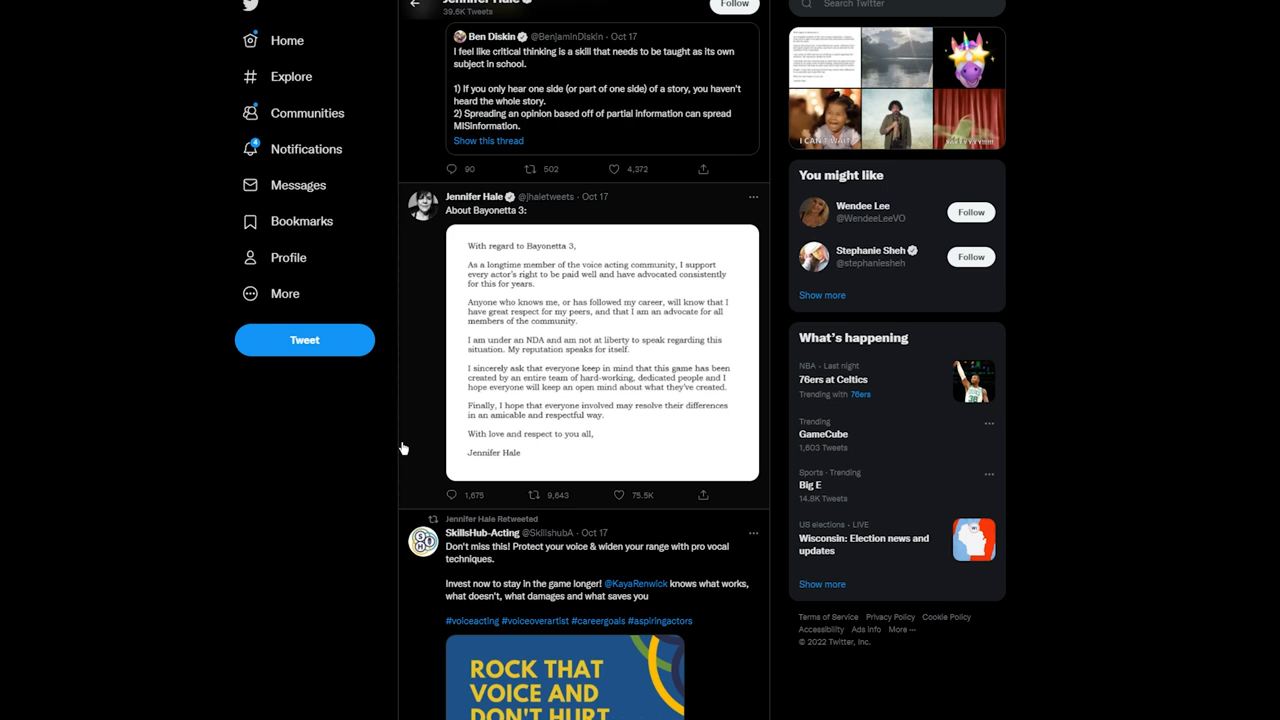 39.6K Tweets
Follow
Search Twitter
Home
Explore
Communities
4
Notifications
Messages
Bookmarks
Profile
More
Tweet
Ben Diskin @BenjaminDiskin · Oct 17
I feel like critical thinking is a skill that needs to be taught as its own
subject in school.
1) If you only hear one side (or part of one side) of a story, you haven't
heard the whole story.
2) Spreading an opinion based off of partial information can spread
MISinformation.
Show this thread
90 502 4,372
Jennifer Hale @jhaletweets · Oct 17
About Bayonetta 3:
With regard to Bayonetta 3,
As a longtime member of the voice acting community, I support
every actor's right to be paid well and have advocated consistently
for this for years.
Anyone who knows me, or has followed my career, will know that I
have great respect for my peers, and that I am an advocate for all
members of the community.
I am under an NDA and am not at liberty to speak regarding this
situation. My reputation speaks for itself.
I sincerely ask that everyone keep in mind that this game has been
created by an entire team of hard-working, dedicated people and I
hope everyone will keep an open mind about what they've created.
Finally, I hope that everyone involved may resolve their differences
in an amicable and respectful way.
With love and respect to you all,
Jennifer Hale
1,675 9,643 75.5K
Jennifer Hale Retweeted
SkillsHub-Acting @SkillshubA · Oct 17
Don't miss this! Protect your voice & widen your range with pro vocal
techniques.
Invest now to stay in the game longer! @KayaRenwick knows what works,
what doesn't, what damages and what saves you
#voiceacting #voiceoverartist #careergoals #aspiringactors
ROCK THAT
VOICE AND
DON'T HURT
I CAN'T WAIT
You might like
Wendee Lee
@WendeeLeeVO
Follow
Stephanie Sheh
@stephaniesheh
Follow
Show more
What's happening
NBA · Last night
76ers at Celtics
Trending with 76ers
Trending
GameCube
1,603 Tweets
Sports · Trending
Big E
14.8K Tweets
US elections · LIVE
Wisconsin: Election news and
updates
Show more
Terms of Service Privacy Policy Cookie Policy
Accessibility Ads info More ···
© 2022 Twitter, Inc.